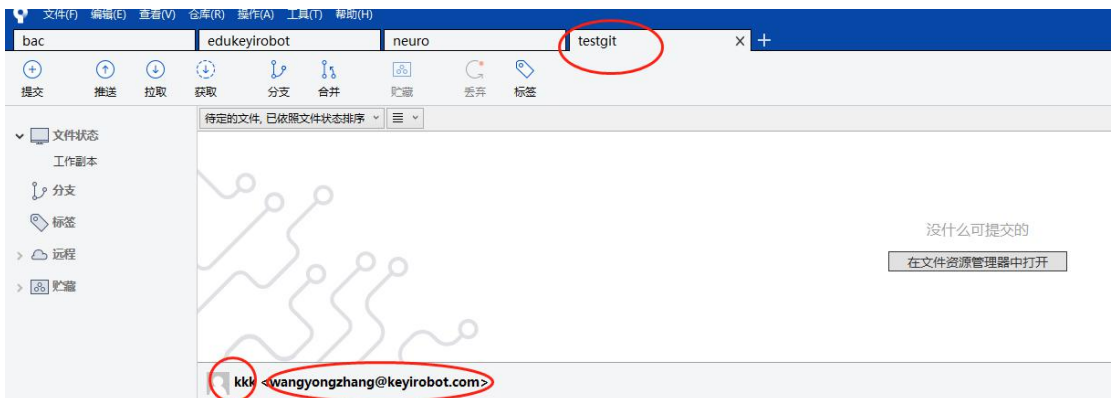 文件(F) 编辑(E) 查看(V) 仓库(R) 操作(A) 工具(T) 帮助(H)
bac edukeyirobot neuro testgit × +
提交 推送 拉取 获取 分支 合并 贮藏 丢弃 标签
待定的文件, 已依照文件状态排序
文件状态
工作副本
分支
标签
远程
贮藏
没什么可提交的
在文件资源管理器中打开
kkk <wangyongzhang@keyirobot.com>